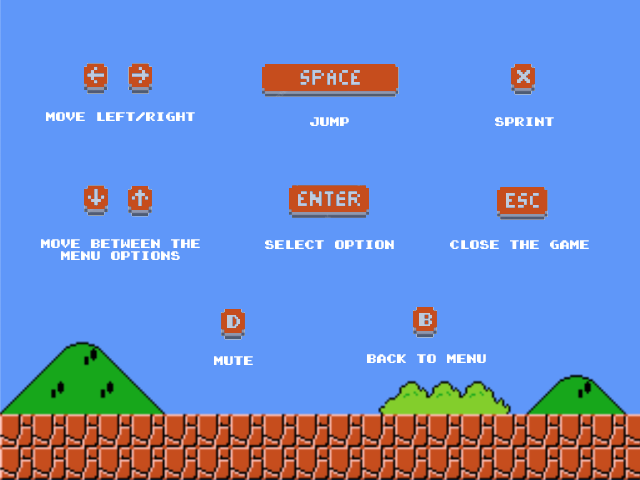 ← →
SPACE
X
MOVE LEFT/RIGHT
JUMP
SPRINT
↓ ↑
ENTER
ESC
MOVE BETWEEN THE
MENU OPTIONS
SELECT OPTION
CLOSE THE GAME
D
B
MUTE
BACK TO MENU